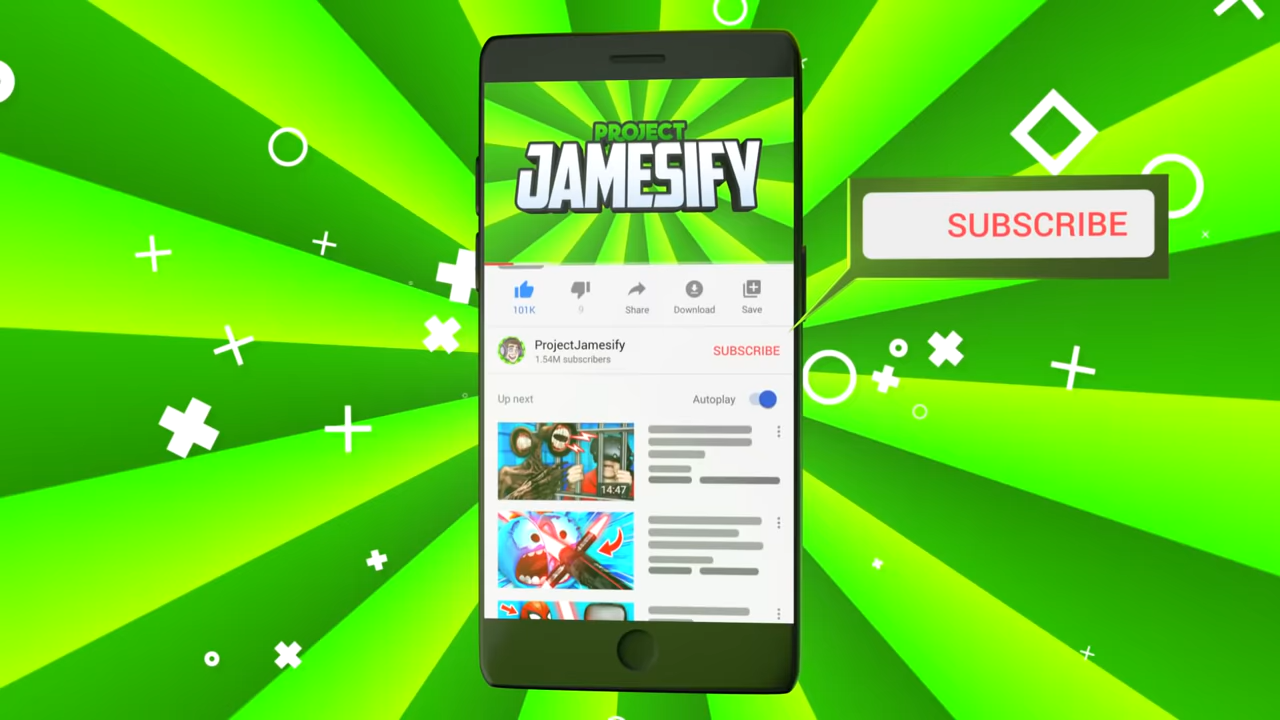 PROJECT
JAMESIFY
SUBSCRIBE
101K
9
Share
Download
Save
ProjectJamesify
1.54M subscribers
SUBSCRIBE
Up next
Autoplay
14:47